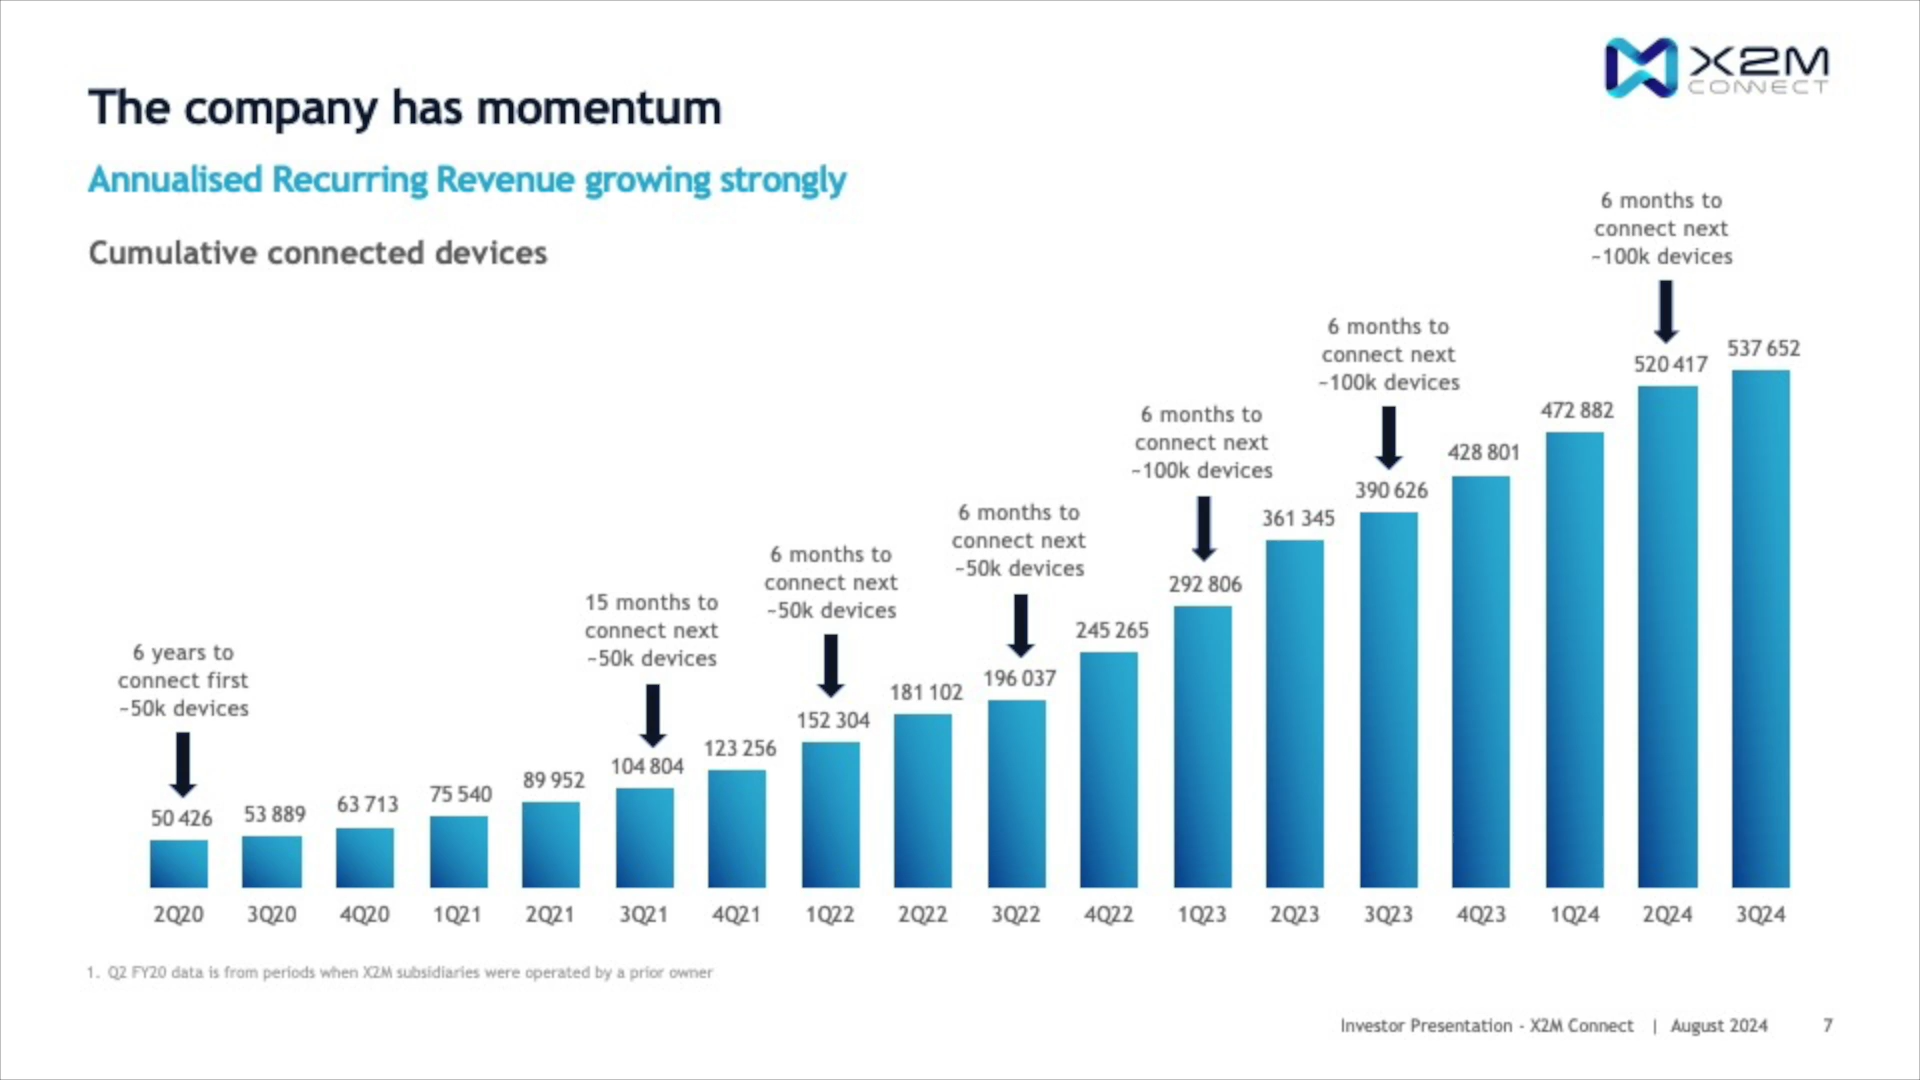 X2M
CONNECT
The company has momentum
Annualised Recurring Revenue growing strongly
Cumulative connected devices
6 years to
connect first
~50k devices
15 months to
connect next
~50k devices
6 months to
connect next
~50k devices
6 months to
connect next
~50k devices
6 months to
connect next
~100k devices
6 months to
connect next
~100k devices
6 months to
connect next
~100k devices
50 426
53 889
63 713
75 540
89 952
104 804
123 256
152 304
181 102
196 037
245 265
292 806
361 345
390 626
428 801
472 882
520 417
537 652
2Q20
3Q20
4Q20
1Q21
2Q21
3Q21
4Q21
1Q22
2Q22
3Q22
4Q22
1Q23
2Q23
3Q23
4Q23
1Q24
2Q24
3Q24
1. Q2 FY20 data is from periods when X2M subsidiaries were operated by a prior owner
Investor Presentation - X2M Connect | August 2024 7